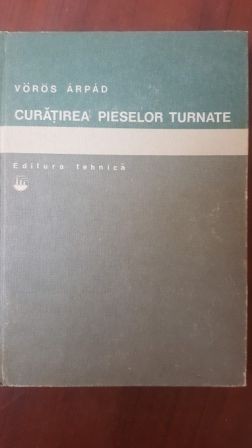 VÖRÖS ÁRPÁD
CURĂȚIREA PIESELOR TURNATE
Editura tehnică